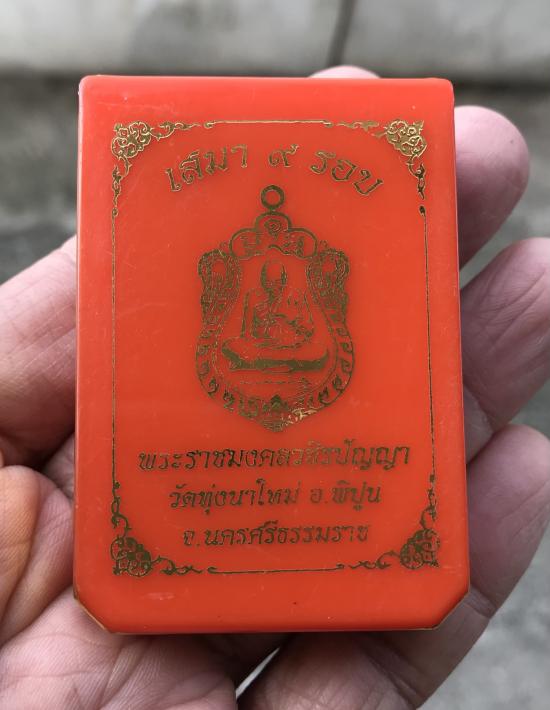 เสมา ๙ รอบ
พระราชมงคลวชิรปัญญา
วัดทุ่งนาใหม่ อ.พิปูน
จ.นครศรีธรรมราช